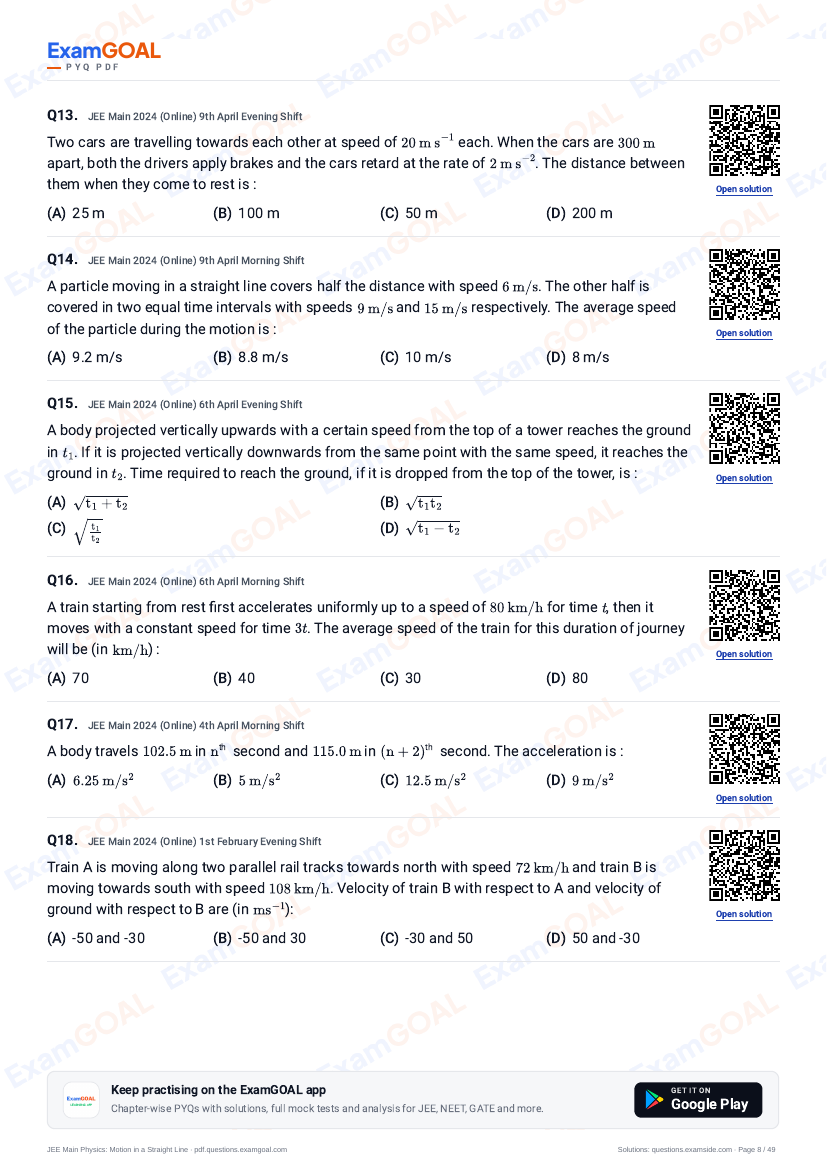 ExamGOAL
PYQ PDF
Q13. JEE Main 2024 (Online) 9th April Evening Shift
Two cars are travelling towards each other at speed of 20 m s⁻¹ each. When the cars are 300 m
apart, both the drivers apply brakes and the cars retard at the rate of 2 m s⁻². The distance between
them when they come to rest is :
(A) 25 m (B) 100 m (C) 50 m (D) 200 m
Open solution
Q14. JEE Main 2024 (Online) 9th April Morning Shift
A particle moving in a straight line covers half the distance with speed 6 m/s. The other half is
covered in two equal time intervals with speeds 9 m/s and 15 m/s respectively. The average speed
of the particle during the motion is :
(A) 9.2 m/s (B) 8.8 m/s (C) 10 m/s (D) 8 m/s
Open solution
Q15. JEE Main 2024 (Online) 6th April Evening Shift
A body projected vertically upwards with a certain speed from the top of a tower reaches the ground
in t₁. If it is projected vertically downwards from the same point with the same speed, it reaches the
ground in t₂. Time required to reach the ground, if it is dropped from the top of the tower, is :
(A) √(t₁ + t₂) (B) √(t₁t₂)
(C) √(t₁/t₂) (D) √(t₁ − t₂)
Open solution
Q16. JEE Main 2024 (Online) 6th April Morning Shift
A train starting from rest first accelerates uniformly up to a speed of 80 km/h for time t, then it
moves with a constant speed for time 3t. The average speed of the train for this duration of journey
will be (in km/h) :
(A) 70 (B) 40 (C) 30 (D) 80
Open solution
Q17. JEE Main 2024 (Online) 4th April Morning Shift
A body travels 102.5 m in nᵗʰ second and 115.0 m in (n + 2)ᵗʰ second. The acceleration is :
(A) 6.25 m/s² (B) 5 m/s² (C) 12.5 m/s² (D) 9 m/s²
Open solution
Q18. JEE Main 2024 (Online) 1st February Evening Shift
Train A is moving along two parallel rail tracks towards north with speed 72 km/h and train B is
moving towards south with speed 108 km/h. Velocity of train B with respect to A and velocity of
ground with respect to B are (in ms⁻¹):
(A) -50 and -30 (B) -50 and 30 (C) -30 and 50 (D) 50 and -30
Open solution
ExamGOAL
Keep practising on the ExamGOAL app
Chapter-wise PYQs with solutions, full mock tests and analysis for JEE, NEET, GATE and more.
GET IT ON
Google Play
JEE Main Physics: Motion in a Straight Line · pdf.questions.examgoal.com
Solutions: questions.examside.com · Page 8 / 49